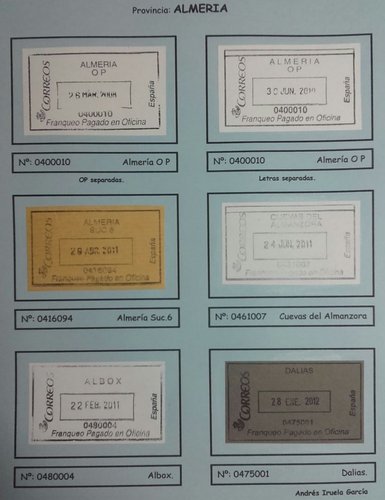 Provincia: ALMERIA
CORREOS
ALMERIA
O P
26 MAR. 2008
0400010
Franqueo Pagado en Oficina
España
Nº: 0400010 Almería O P
OP separadas.
CORREOS
ALMERIA
OP
30 JUN. 2010
0400010
Franqueo Pagado en Oficina
España
Nº: 0400010 Almería O P
Letras separadas.
CORREOS
ALMERIA
SUC 6
28 ABR. 2011
0416094
Franqueo Pagado en Oficina
España
Nº: 0416094 Almería Suc.6
CORREOS
CUEVAS DEL
ALMANZORA
24 JUN. 2011
0461007
Franqueo Pagado en Oficina
España
Nº: 0461007 Cuevas del Almanzora
CORREOS
ALBOX
22 FEB. 2011
0480004
Franqueo Pagado en Oficina
España
Nº: 0480004 Albox.
CORREOS
DALIAS
28 ENE. 2012
0475001
Franqueo Pagado en Oficina
España
Nº: 0475001 Dalias.
Andrés Iruela García